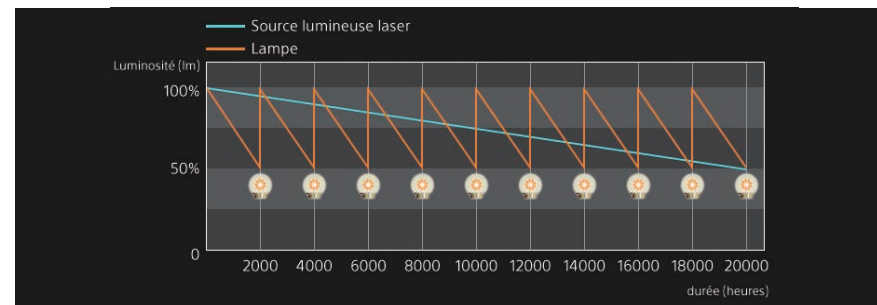 Source lumineuse laser
Lampe
Luminosité (lm)
100%
50%
0
2000 4000 6000 8000 10000 12000 14000 16000 18000 20000
durée (heures)